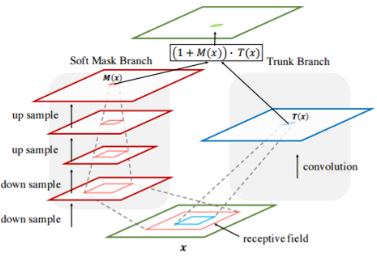 (1 + M(x)) · T(x)
Soft Mask Branch
Trunk Branch
M(x)
up sample
T(x)
up sample
convolution
down sample
down sample
receptive field
x